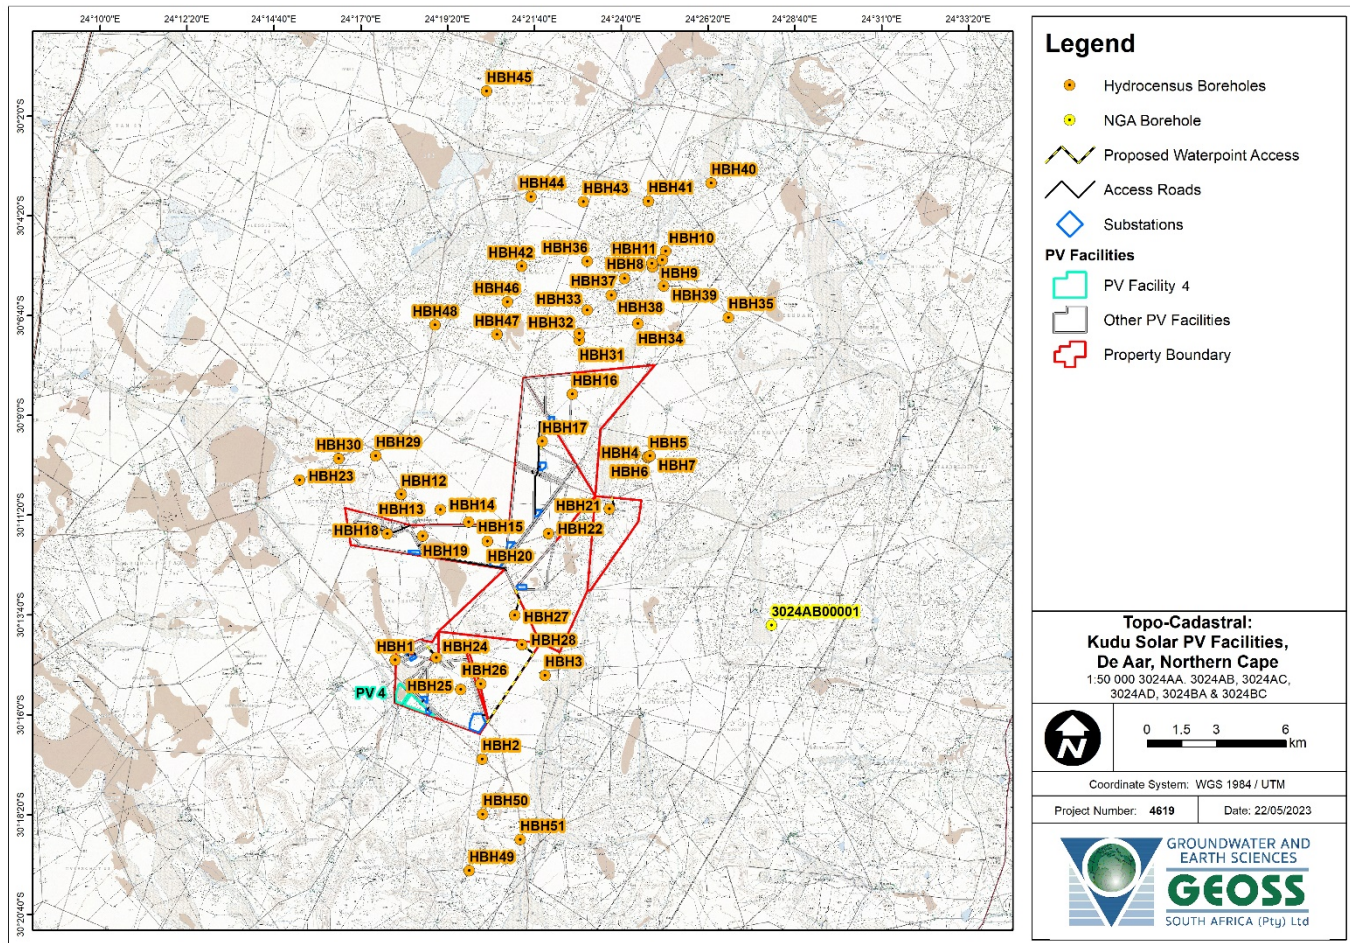 24°1'0"E 24°12'20"E 24°14'40"E 24°17'0"E 24°19'20"E 24°21'40"E 24°24'0"E 24°26'20"E 24°28'40"E 24°31'0"E 24°33'20"E
30°2'0"S
30°4'20"S
30°6'40"S
30°9'0"S
30°11'20"S
30°13'40"S
30°16'0"S
30°18'20"S
30°20'40"S
HBH45
HBH40
HBH44
HBH43
HBH41
HBH10
HBH36
HBH11
HBH42
HBH8
HBH9
HBH37
HBH46
HBH39
HBH33
HBH38
HBH35
HBH48
HBH47
HBH32
HBH34
HBH31
HBH16
HBH17
HBH30
HBH29
HBH4
HBH5
HBH6
HBH7
HBH23
HBH12
HBH13
HBH14
HBH21
HBH18
HBH15
HBH22
HBH19
HBH20
3024AB00001
HBH27
HBH1
HBH24
HBH28
HBH26
HBH3
HBH25
PV 4
HBH2
HBH50
HBH51
HBH49
Legend
Hydrocensus Boreholes
NGA Borehole
Proposed Waterpoint Access
Access Roads
Substations
PV Facilities
PV Facility 4
Other PV Facilities
Property Boundary
Topo-Cadastral:
Kudu Solar PV Facilities,
De Aar, Northern Cape
1:50 000 3024AA. 3024AB, 3024AC,
3024AD, 3024BA & 3024BC
N
0 1.5 3 6
km
Coordinate System: WGS 1984 / UTM
Project Number: 4619 Date: 22/05/2023
GROUNDWATER AND
EARTH SCIENCES
GEOSS
SOUTH AFRICA (Pty) Ltd